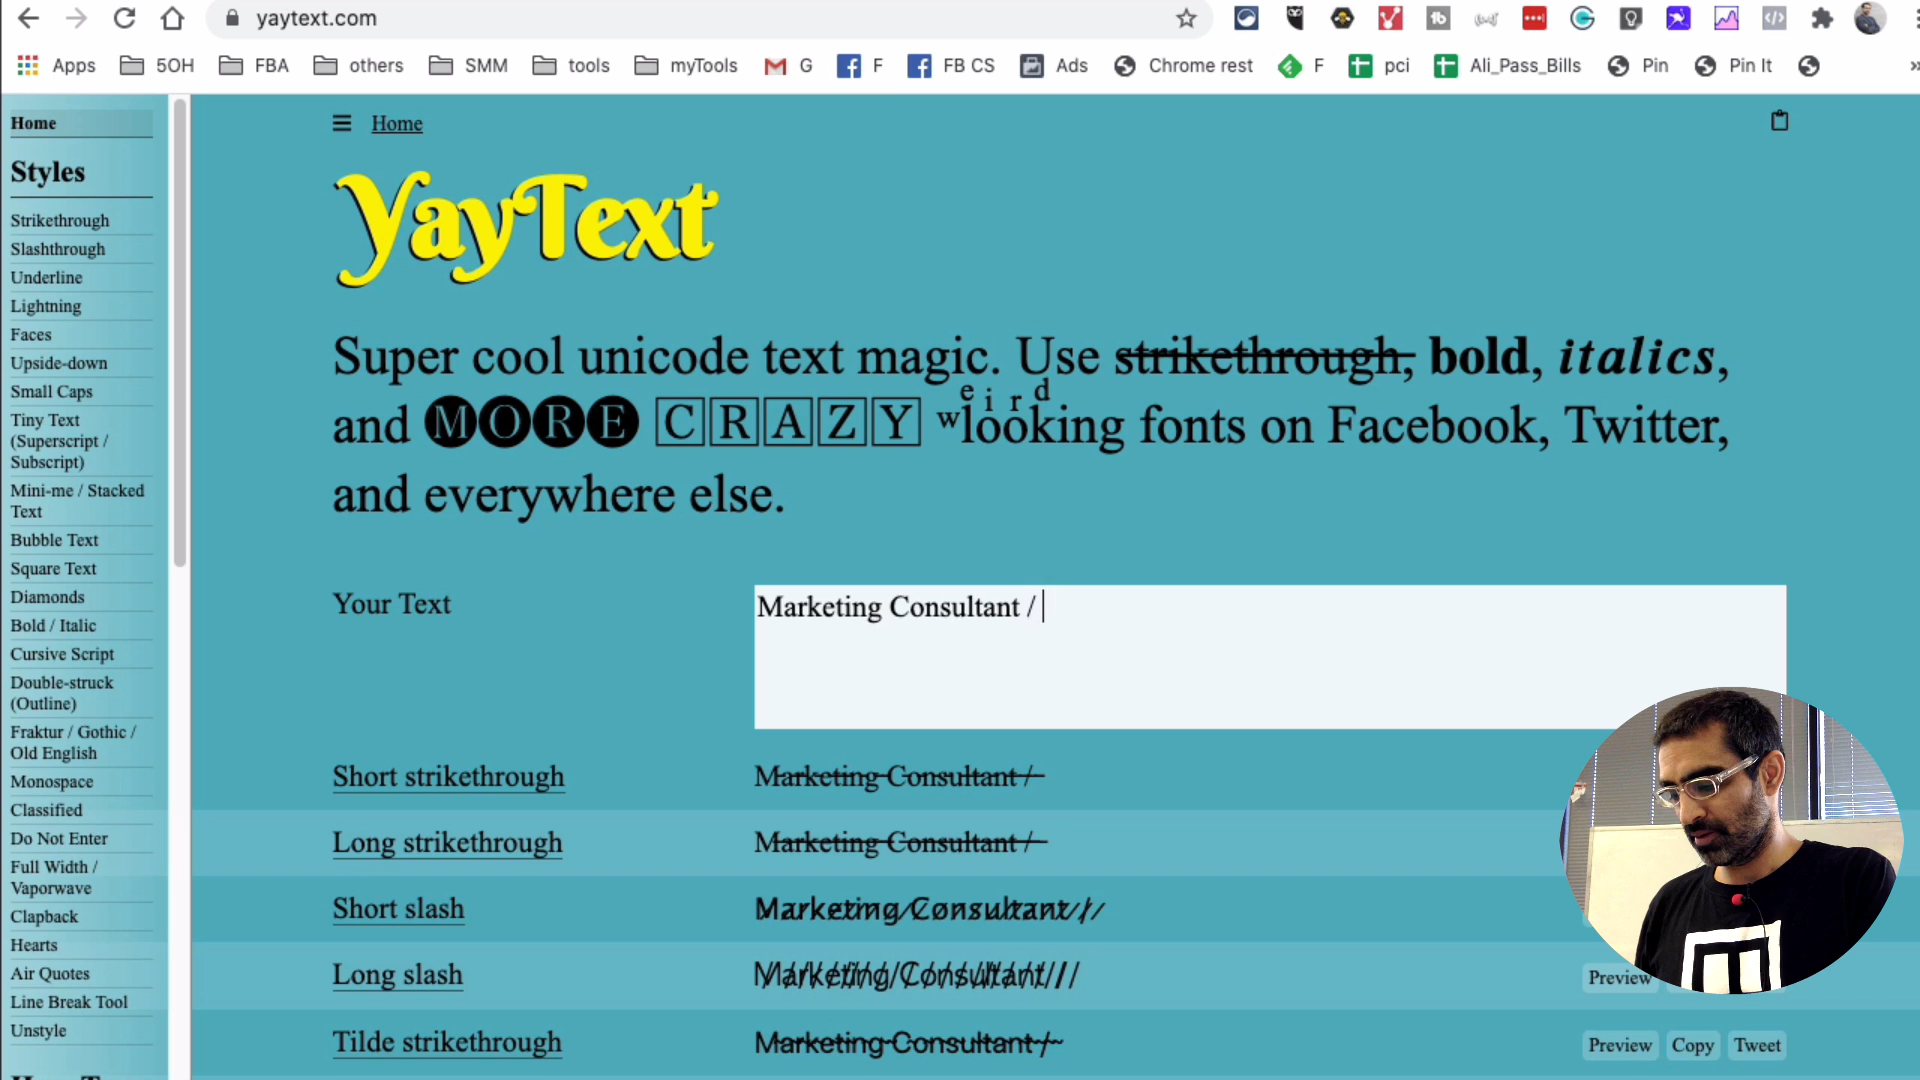 yaytext.com
Apps 5OH FBA others SMM tools myTools G F FB CS Ads Chrome rest F pci Ali_Pass_Bills Pin Pin It »
Home
Styles
Strikethrough
Slashthrough
Underline
Lightning
Faces
Upside-down
Small Caps
Tiny Text
(Superscript /
Subscript)
Mini-me / Stacked
Text
Bubble Text
Square Text
Diamonds
Bold / Italic
Cursive Script
Double-struck
(Outline)
Fraktur / Gothic /
Old English
Monospace
Classified
Do Not Enter
Full Width /
Vaporwave
Clapback
Hearts
Air Quotes
Line Break Tool
Unstyle
Home
YayText
Super cool unicode text magic. Use strikethrough, bold, italics,
and MORE CRAZY weird looking fonts on Facebook, Twitter,
and everywhere else.
Your Text
Marketing Consultant /
Short strikethrough Marketing Consultant /
Long strikethrough Marketing Consultant /
Short slash Marketing Consultant /
Long slash Marketing Consultant /
Preview
Tilde strikethrough Marketing Consultant /
Preview Copy Tweet